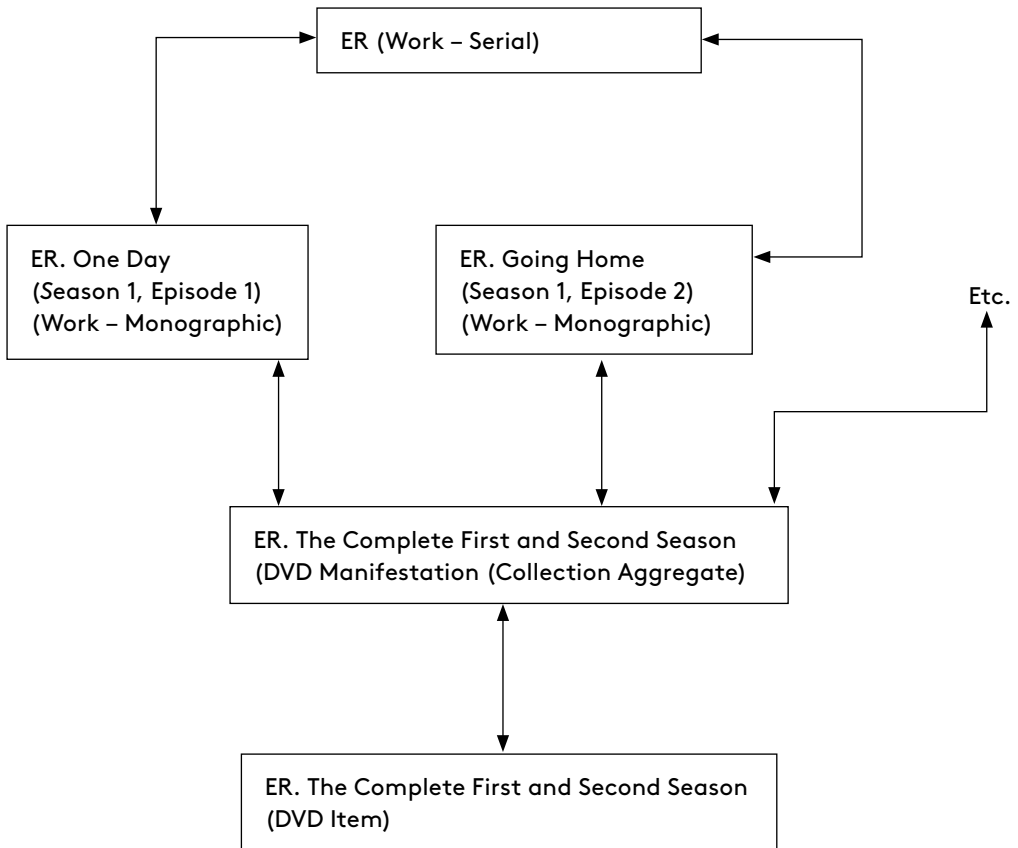 ER (Work – Serial)
ER. One Day
(Season 1, Episode 1)
(Work – Monographic)
ER. Going Home
(Season 1, Episode 2)
(Work – Monographic)
Etc.
ER. The Complete First and Second Season
(DVD Manifestation (Collection Aggregate)
ER. The Complete First and Second Season
(DVD Item)